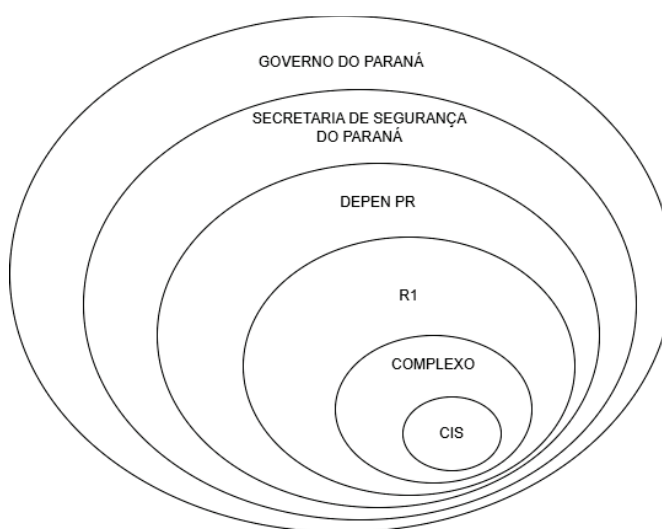 GOVERNO DO PARANÁ
SECRETARIA DE SEGURANÇA
DO PARANÁ
DEPEN PR
R1
COMPLEXO
CIS